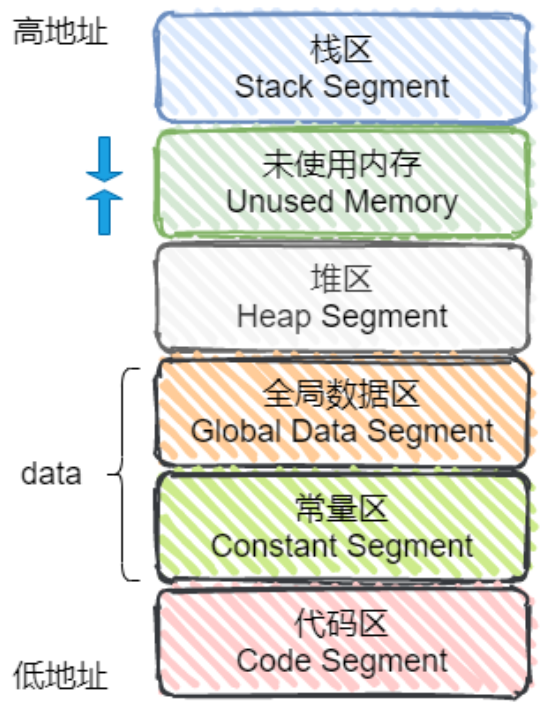 高地址
栈区
Stack Segment
未使用内存
Unused Memory
堆区
Heap Segment
全局数据区
Global Data Segment
data
常量区
Constant Segment
代码区
Code Segment
低地址